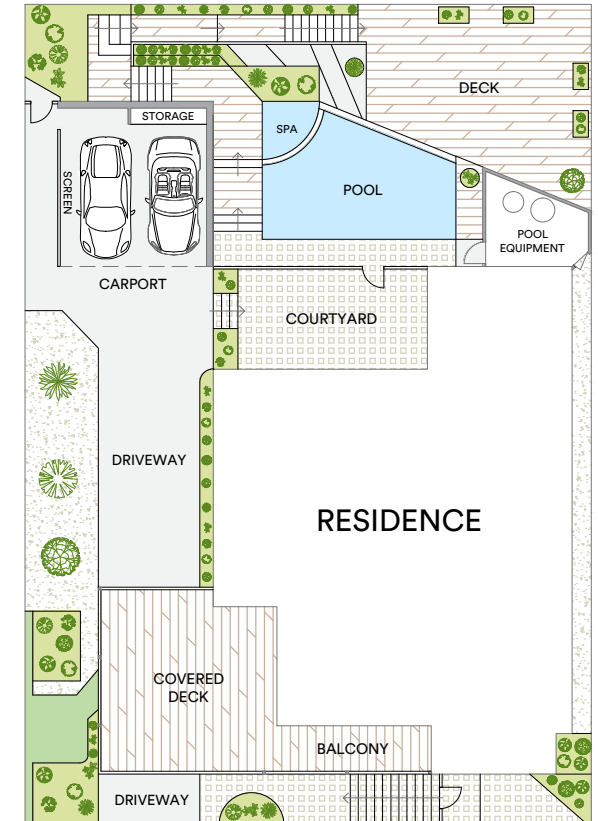 DECK
STORAGE
SPA
SCREEN
POOL
POOL
EQUIPMENT
CARPORT
COURTYARD
DRIVEWAY
RESIDENCE
COVERED
DECK
BALCONY
DRIVEWAY